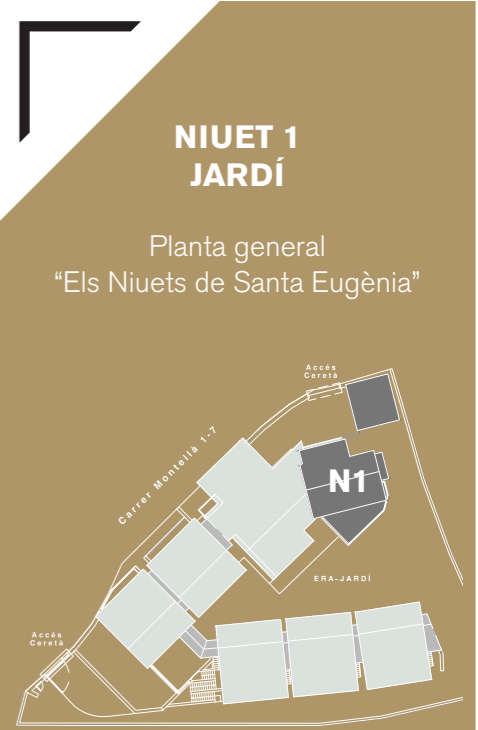 NIUET 1
JARDÍ
Planta general
“Els Niuets de Santa Eugènia”
Accés
Ceretà
Carrer Montellà 1-7
N1
ERA-JARDÍ
Accés
Ceretà